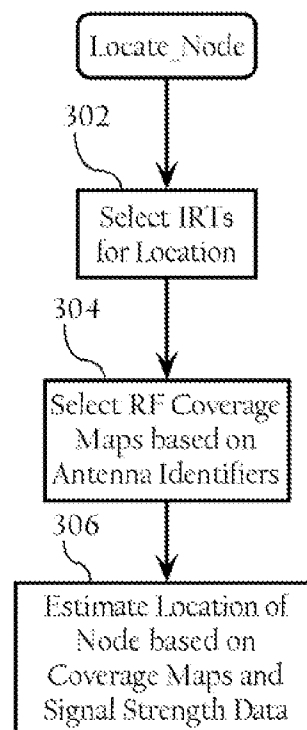 Locate_Node
302
Select IRTs
for Location
304
Select RF Coverage
Maps based on
Antenna Identifiers
306
Estimate Location of
Node based on
Coverage Maps and
Signal Strength Data